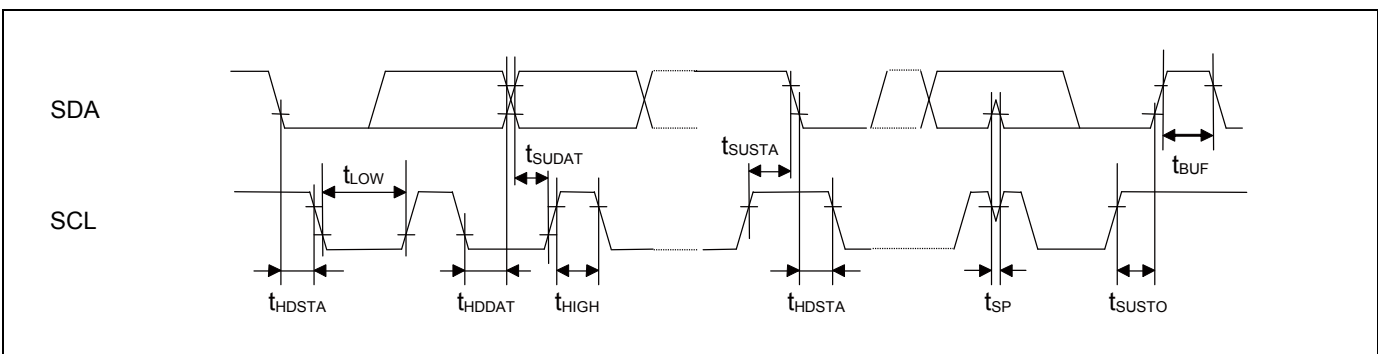 SDA
tSUDAT
tSUSTA
tLOW
tBUF
SCL
tHDSTA
tHDDAT
tHIGH
tHDSTA
tSP
tSUSTO